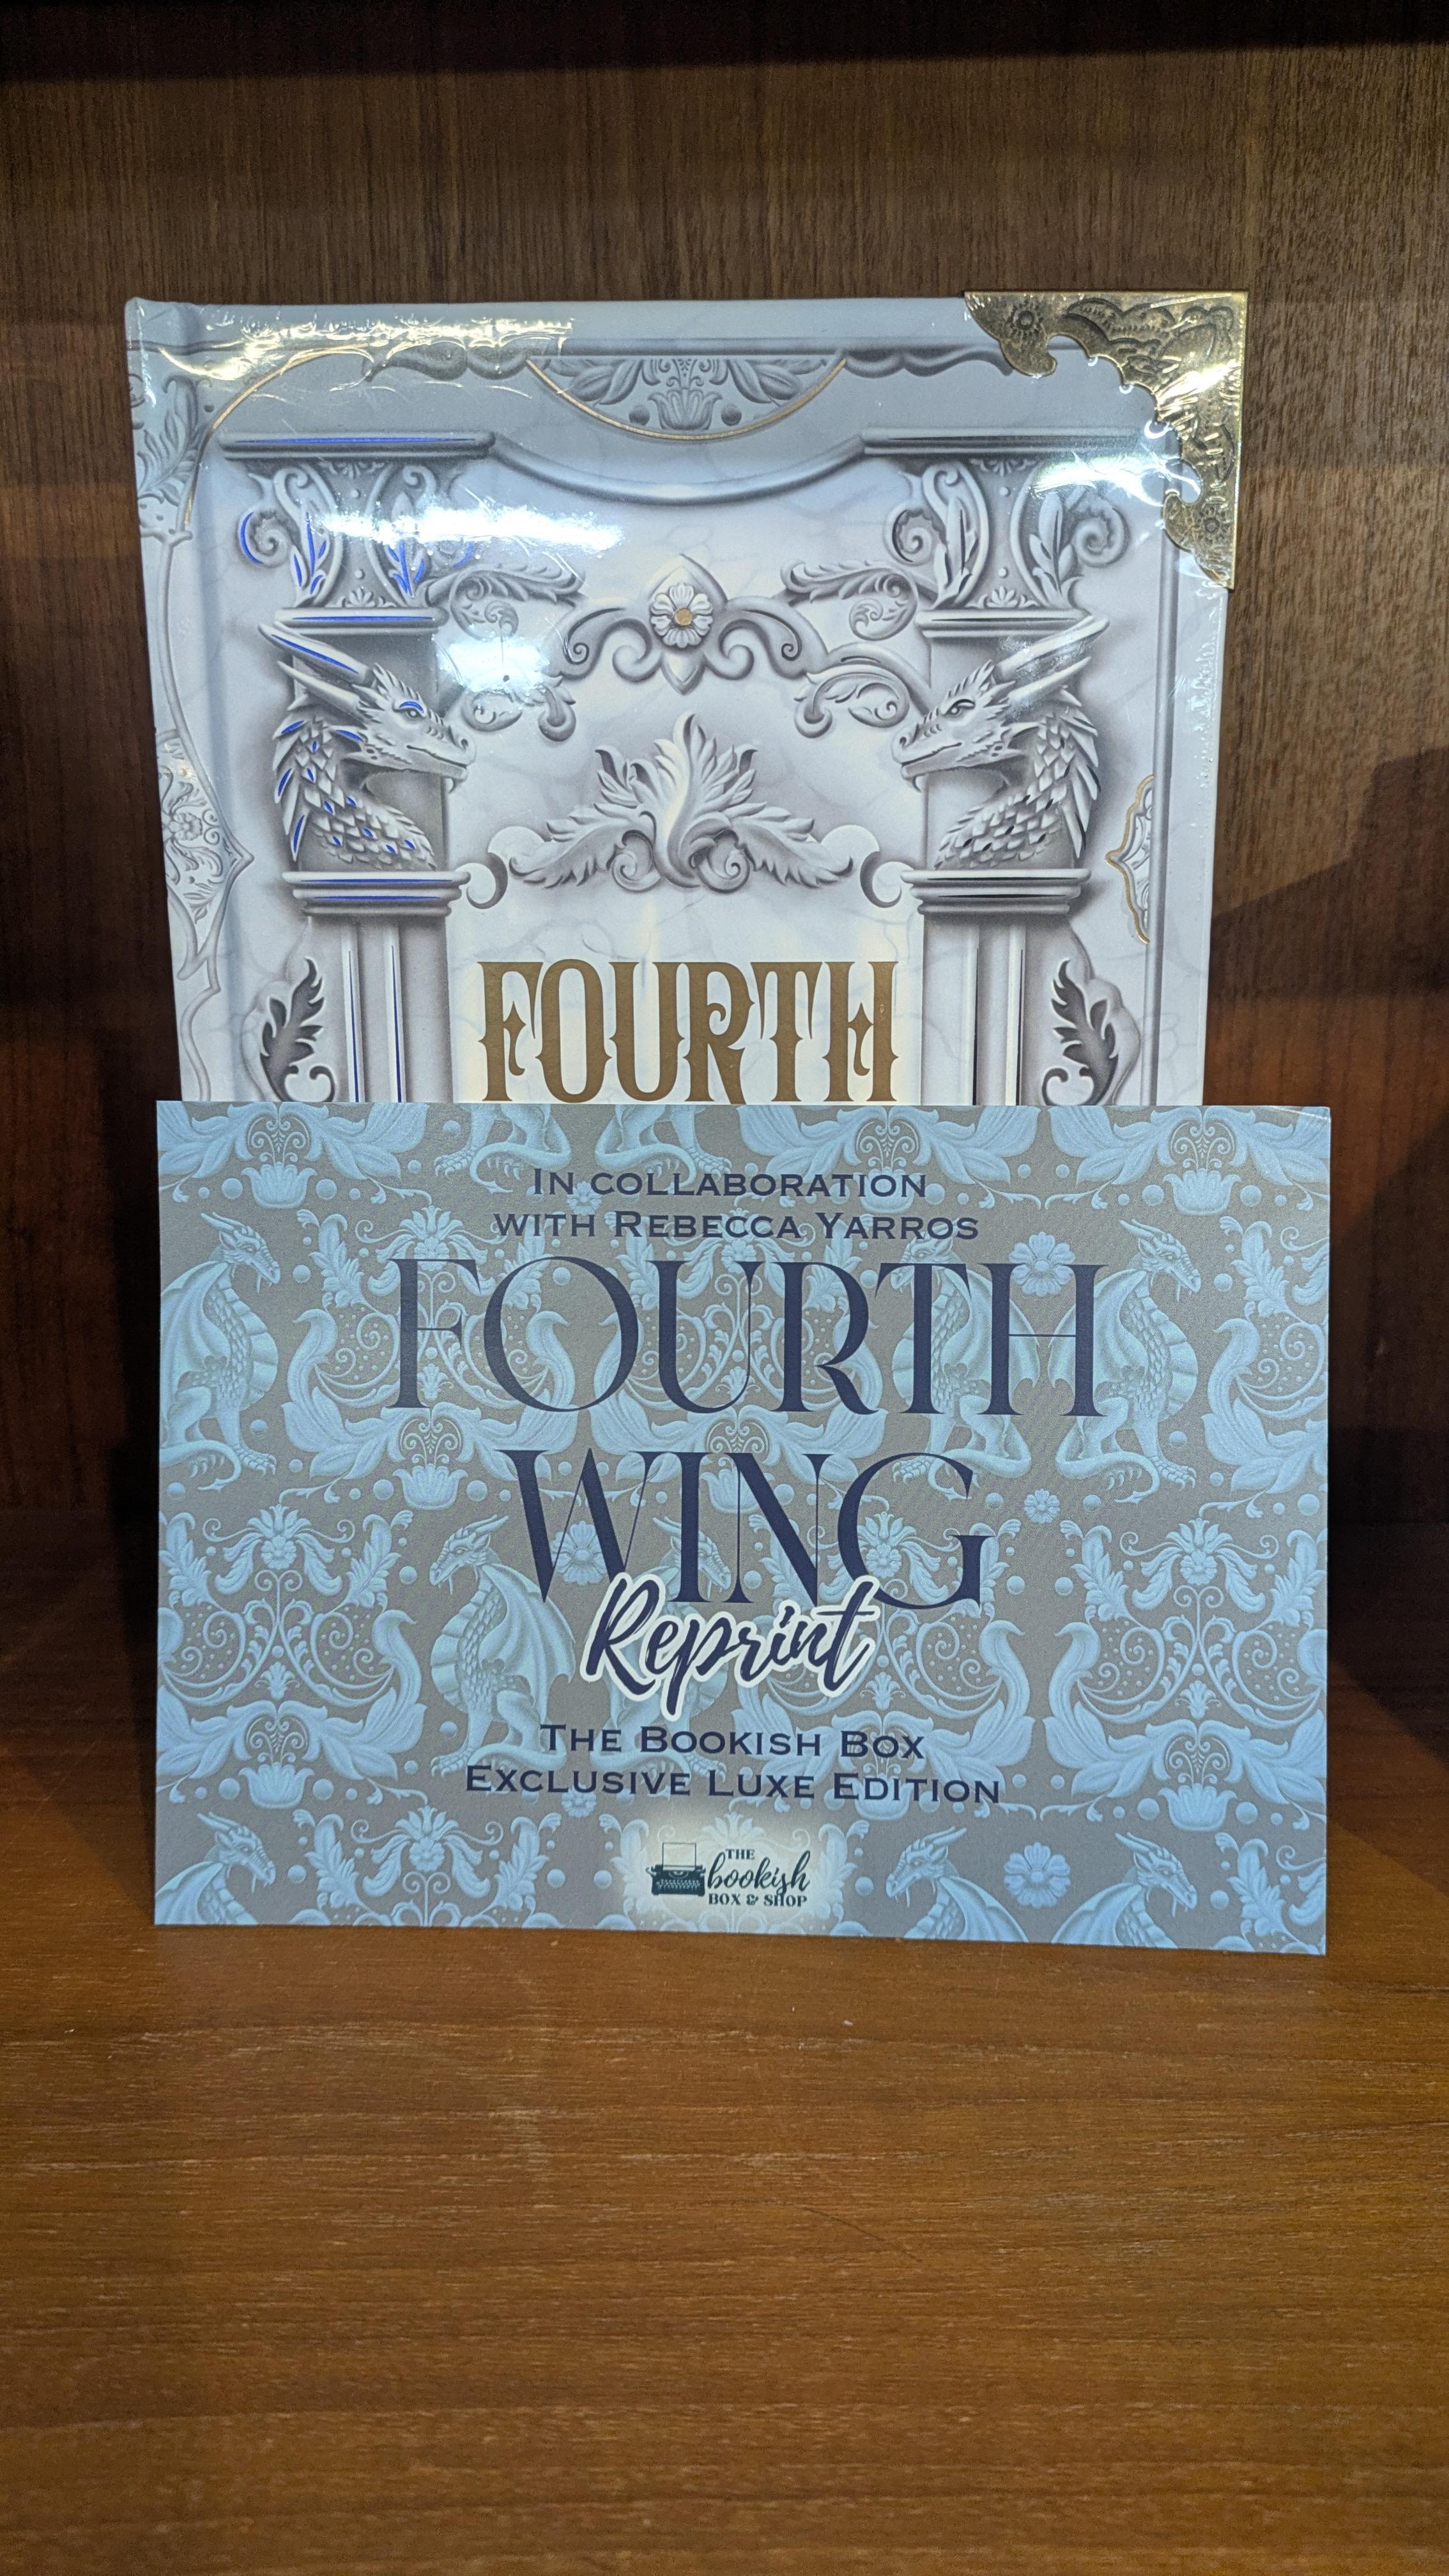 FOURTH
IN COLLABORATION
WITH REBECCA YARROS
FOURTH
WING
Reprint
THE BOOKISH BOX
EXCLUSIVE LUXE EDITION
THE
bookish
BOX & SHOP